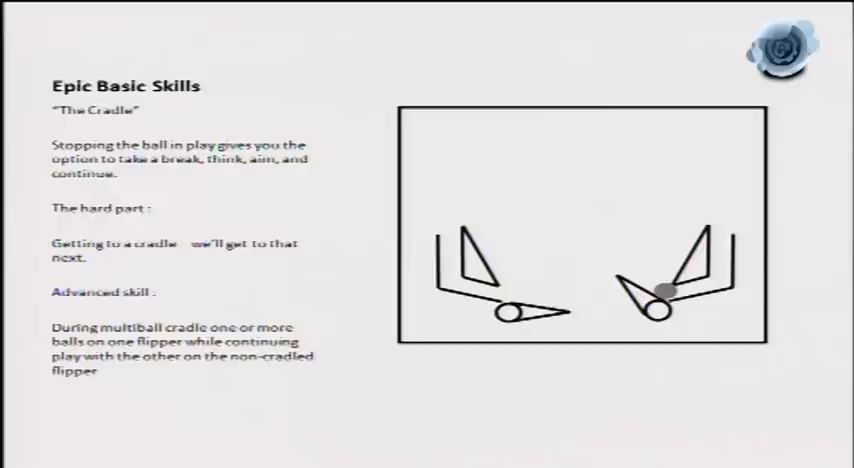 Epic Basic Skills
"The Cradle"
Stopping the ball in play gives you the
option to take a break, think, aim, and
continue.
The hard part :
Getting to a cradle we'll get to that
next.
Advanced skill :
During multiball cradle one or more
balls on one flipper while continuing
play with the other on the non-cradled
flipper